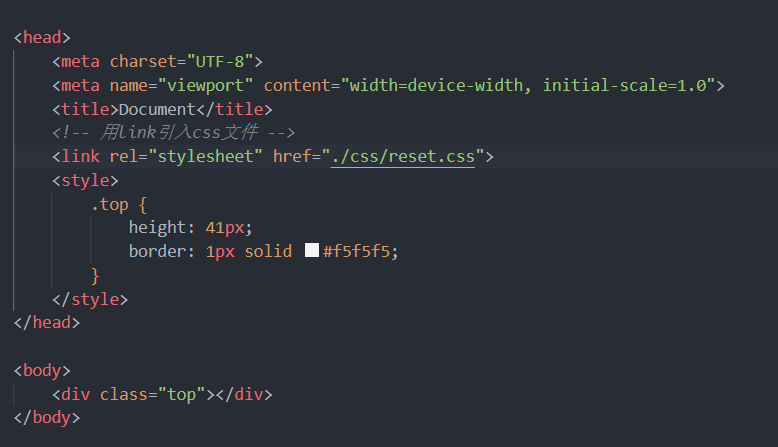 <head>
<meta charset="UTF-8">
<meta name="viewport" content="width=device-width, initial-scale=1.0">
<title>Document</title>
<!-- 用link引入css文件 -->
<link rel="stylesheet" href="./css/reset.css">
<style>
.top {
height: 41px;
border: 1px solid #f5f5f5;
}
</style>
</head>
<body>
<div class="top"></div>
</body>